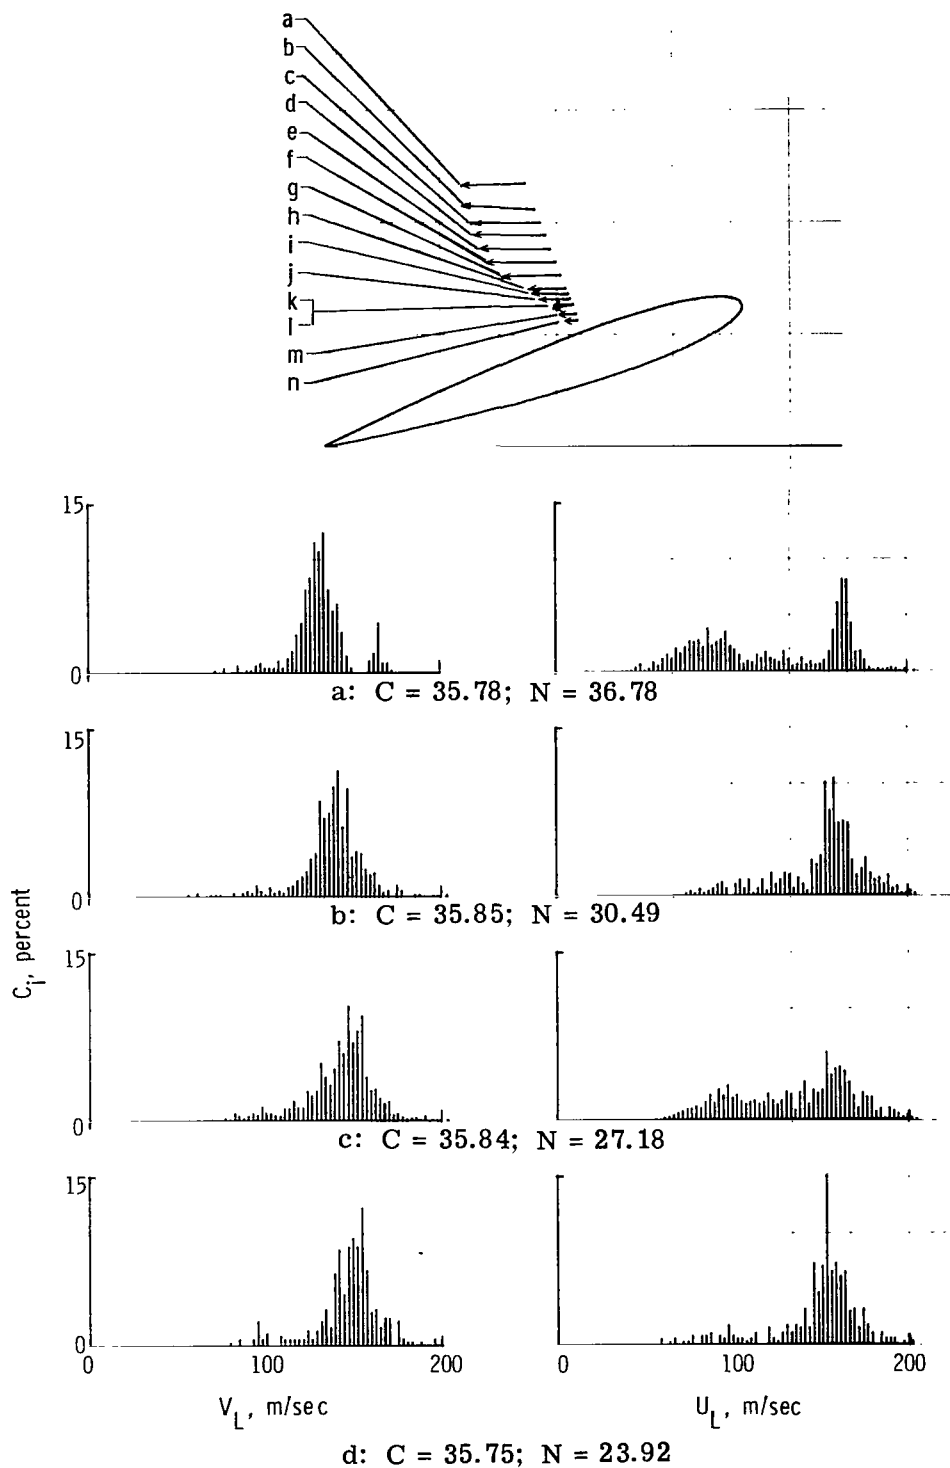 a
b
c
d
e
f
g
h
i
j
k
l
m
n
15
0
a: C = 35.78; N = 36.78
15
0
b: C = 35.85; N = 30.49
C_i, percent
15
0
c: C = 35.84; N = 27.18
15
0
0 100 200 0 100 200
V_L, m/sec U_L, m/sec
d: C = 35.75; N = 23.92